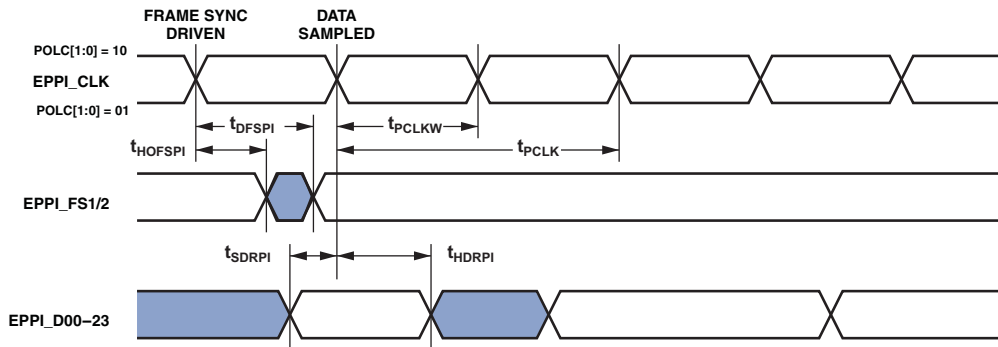 FRAME SYNC
DRIVEN
DATA
SAMPLED
POLC[1:0] = 10
EPPI_CLK
POLC[1:0] = 01
tDFSPI
tPCLKW
tHOFSPI
tPCLK
EPPI_FS1/2
tSDRPI
tHDRPI
EPPI_D00–23